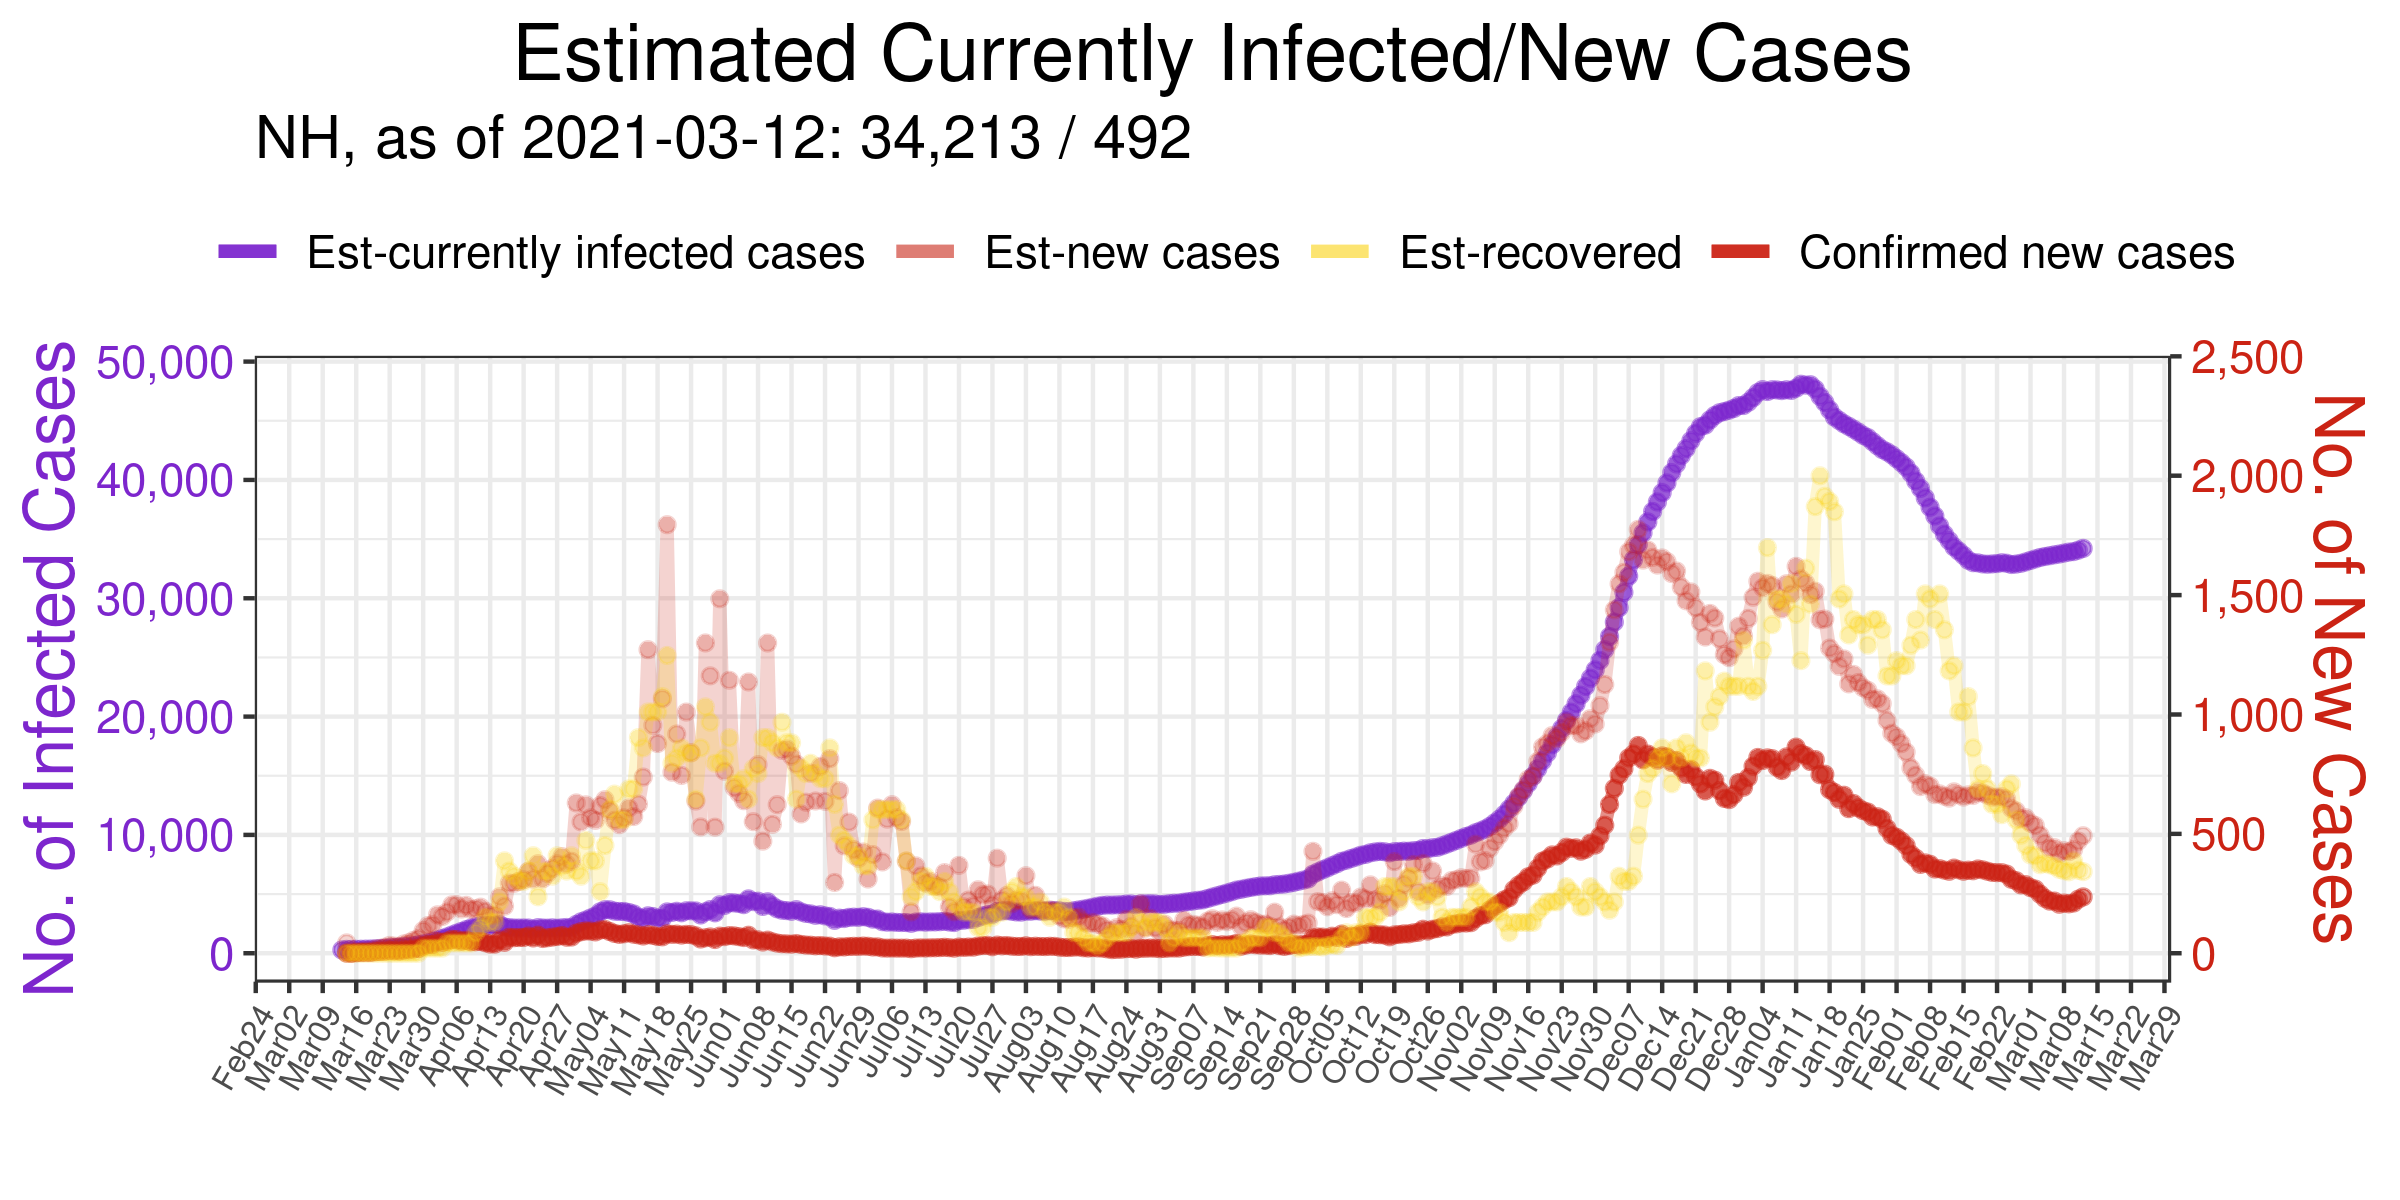 Estimated Currently Infected/New Cases
NH, as of 2021-03-12: 34,213 / 492
Est-currently infected cases Est-new cases Est-recovered Confirmed new cases
No. of Infected Cases
50,000
40,000
30,000
20,000
10,000
0
2,500
2,000
1,500
1,000
500
0
No. of New Cases
Feb24 Mar02 Mar09 Mar16 Mar23 Mar30 Apr06 Apr13 Apr20 Apr27 May04 May11 May18 May25 Jun01 Jun08 Jun15 Jun22 Jun29 Jul06 Jul13 Jul20 Jul27 Aug03 Aug10 Aug17 Aug24 Aug31 Sep07 Sep14 Sep21 Sep28 Oct05 Oct12 Oct19 Oct26 Nov02 Nov09 Nov16 Nov23 Nov30 Dec07 Dec14 Dec21 Dec28 Jan04 Jan11 Jan18 Jan25 Feb01 Feb08 Feb15 Feb22 Mar01 Mar08 Mar15 Mar22 Mar29